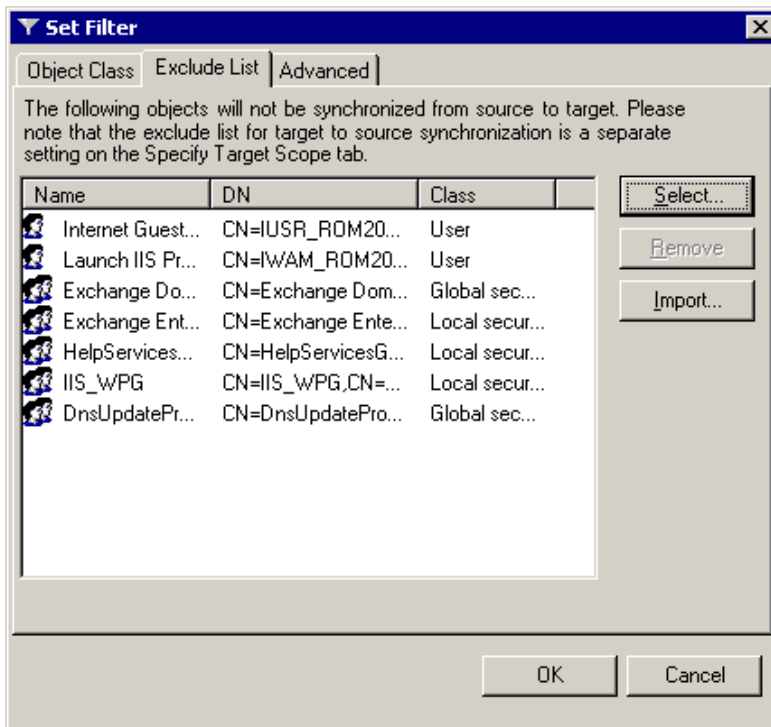 Set Filter
Object Class Exclude List Advanced
The following objects will not be synchronized from source to target. Please
note that the exclude list for target to source synchronization is a separate
setting on the Specify Target Scope tab.
Name DN Class
Select...
Internet Guest... CN=IUSR_ROM20... User
Remove
Launch IIS Pr... CN=IWAM_ROM20... User
Exchange Do... CN=Exchange Dom... Global sec...
Import...
Exchange Ent... CN=Exchange Ente... Local secur...
HelpServices... CN=HelpServicesG... Local secur...
IIS_WPG CN=IIS_WPG,CN=... Local secur...
DnsUpdatePr... CN=DnsUpdatePro... Global sec...
OK Cancel